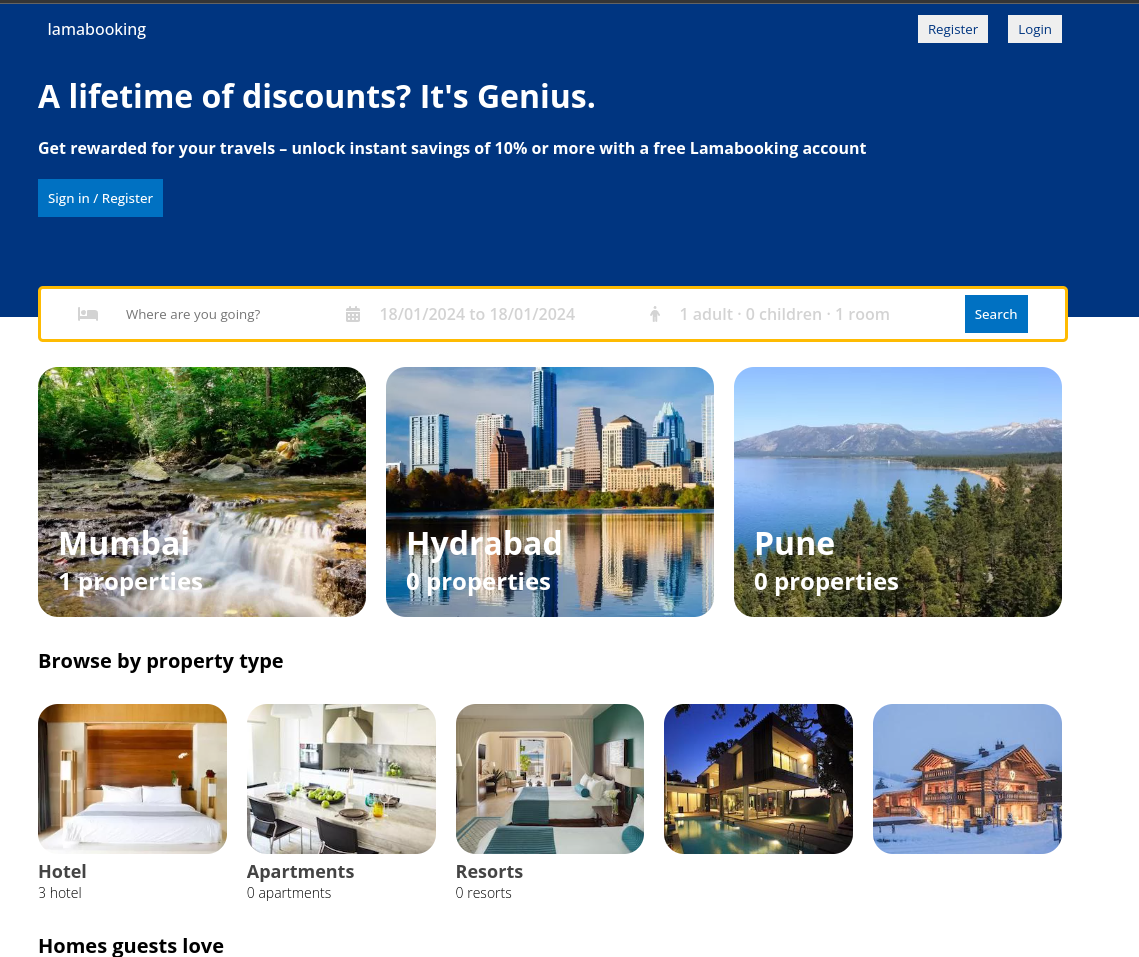 lamabooking
Register
Login
A lifetime of discounts? It's Genius.
Get rewarded for your travels – unlock instant savings of 10% or more with a free Lamabooking account
Sign in / Register
Where are you going?
18/01/2024 to 18/01/2024
1 adult · 0 children · 1 room
Search
Mumbai
1 properties
Hydrabad
0 properties
Pune
0 properties
Browse by property type
Hotel
3 hotel
Apartments
0 apartments
Resorts
0 resorts
Homes guests love